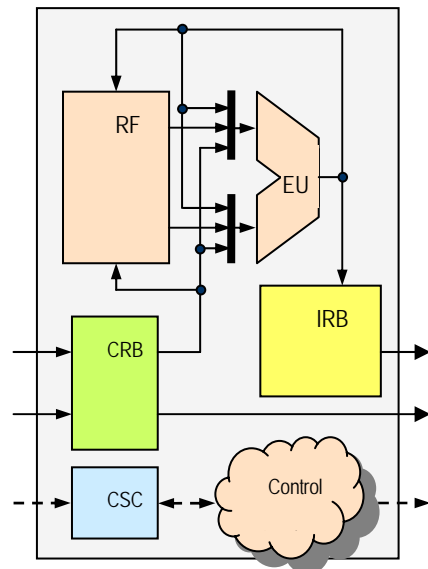 RF
EU
IRB
CRB
CSC
Control